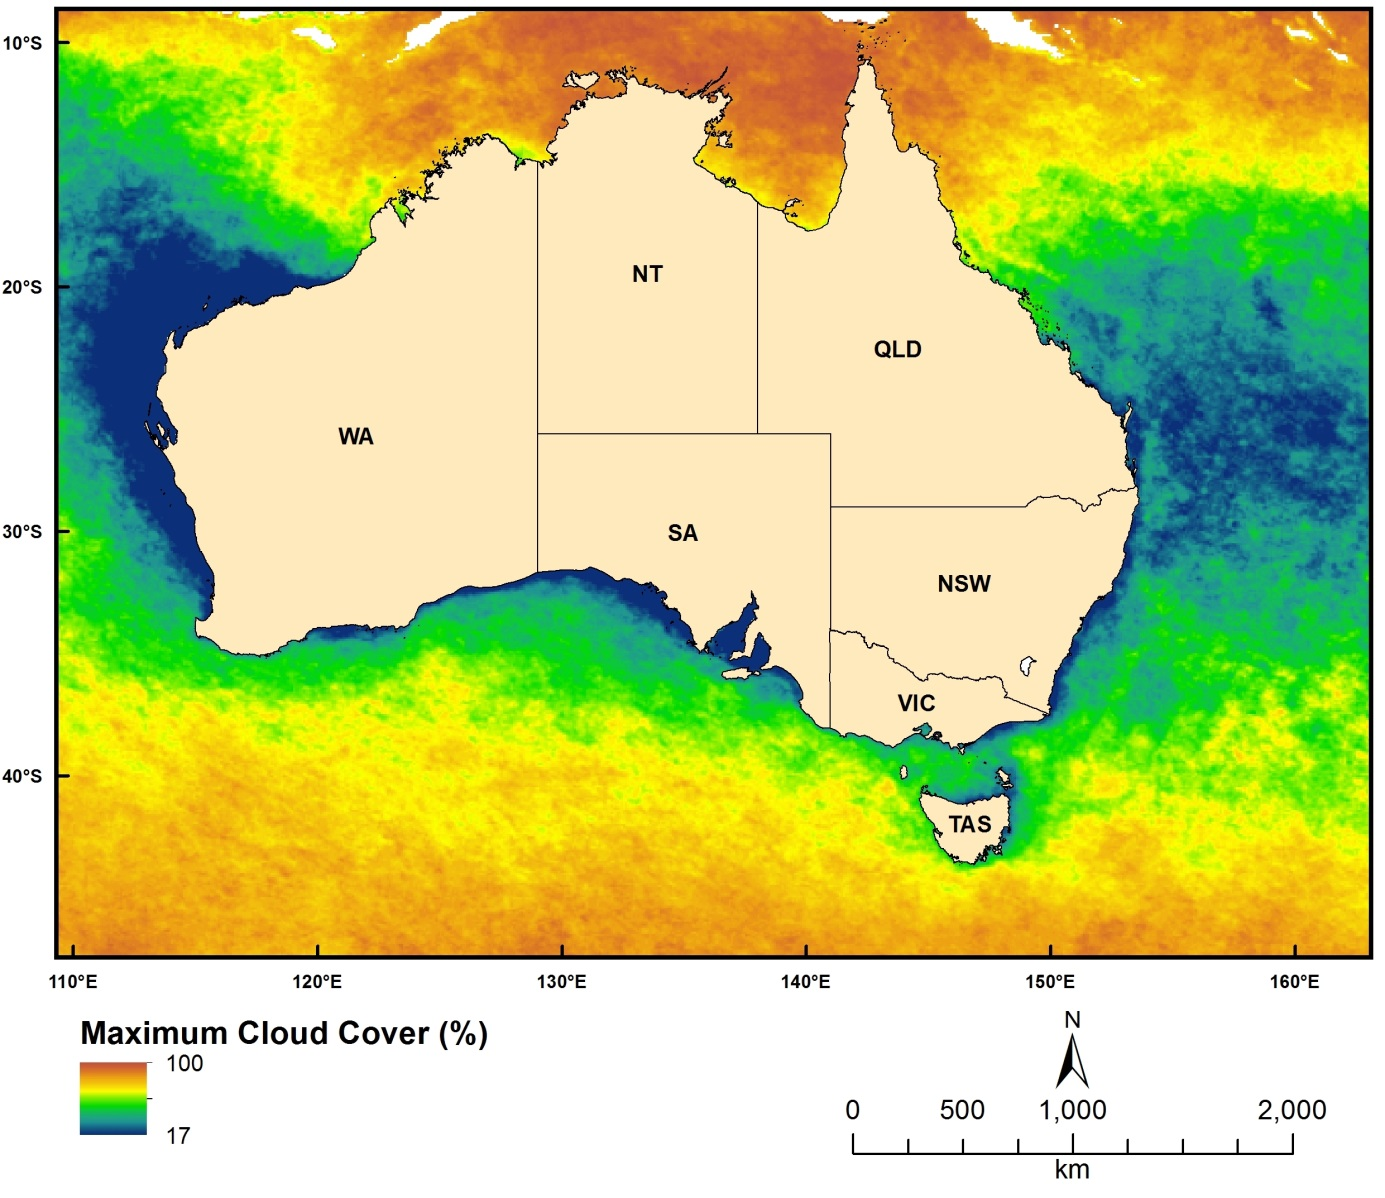 10°S
20°S
30°S
40°S
NT
QLD
WA
SA
NSW
VIC
TAS
110°E 120°E 130°E 140°E 150°E 160°E
Maximum Cloud Cover (%)
100
17
N
0 500 1,000 2,000
km